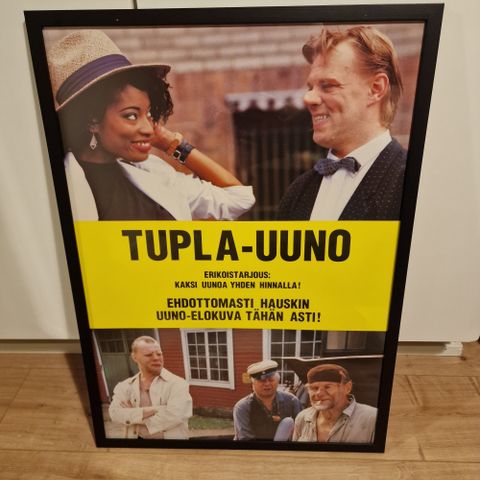 TUPLA-UUNO
ERIKOISTARJOUS:
KAKSI UUNOA YHDEN HINNALLA!
EHDOTTOMASTI HAUSKIN
UUNO-ELOKUVA TÄHÄN ASTI!